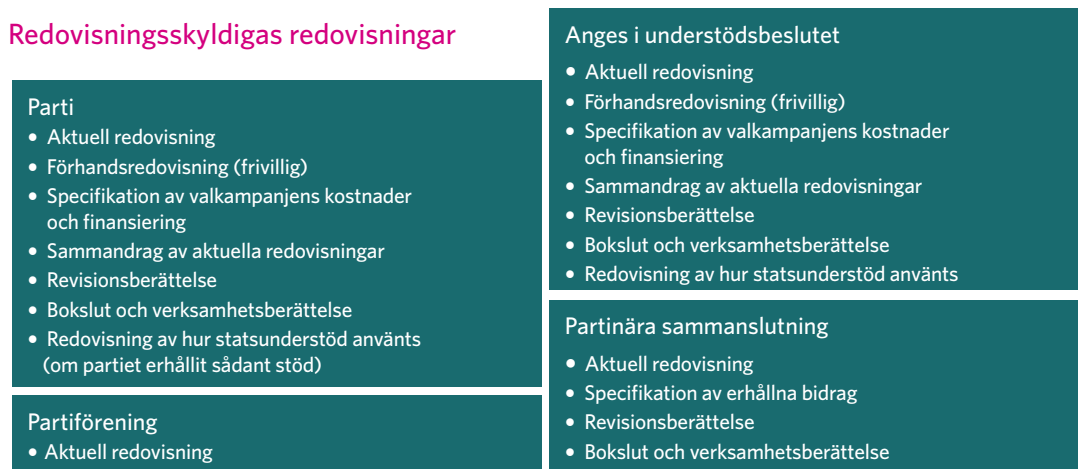 Redovisningsskyldigas redovisningar
Parti
• Aktuell redovisning
• Förhandsredovisning (frivillig)
• Specifikation av valkampanjens kostnader
och finansiering
• Sammandrag av aktuella redovisningar
• Revisionsberättelse
• Bokslut och verksamhetsberättelse
• Redovisning av hur statsunderstöd använts
(om partiet erhållit sådant stöd)
Partiförening
• Aktuell redovisning
Anges i understödsbeslutet
• Aktuell redovisning
• Förhandsredovisning (frivillig)
• Specifikation av valkampanjens kostnader
och finansiering
• Sammandrag av aktuella redovisningar
• Revisionsberättelse
• Bokslut och verksamhetsberättelse
• Redovisning av hur statsunderstöd använts
Partinära sammanslutning
• Aktuell redovisning
• Specifikation av erhållna bidrag
• Revisionsberättelse
• Bokslut och verksamhetsberättelse